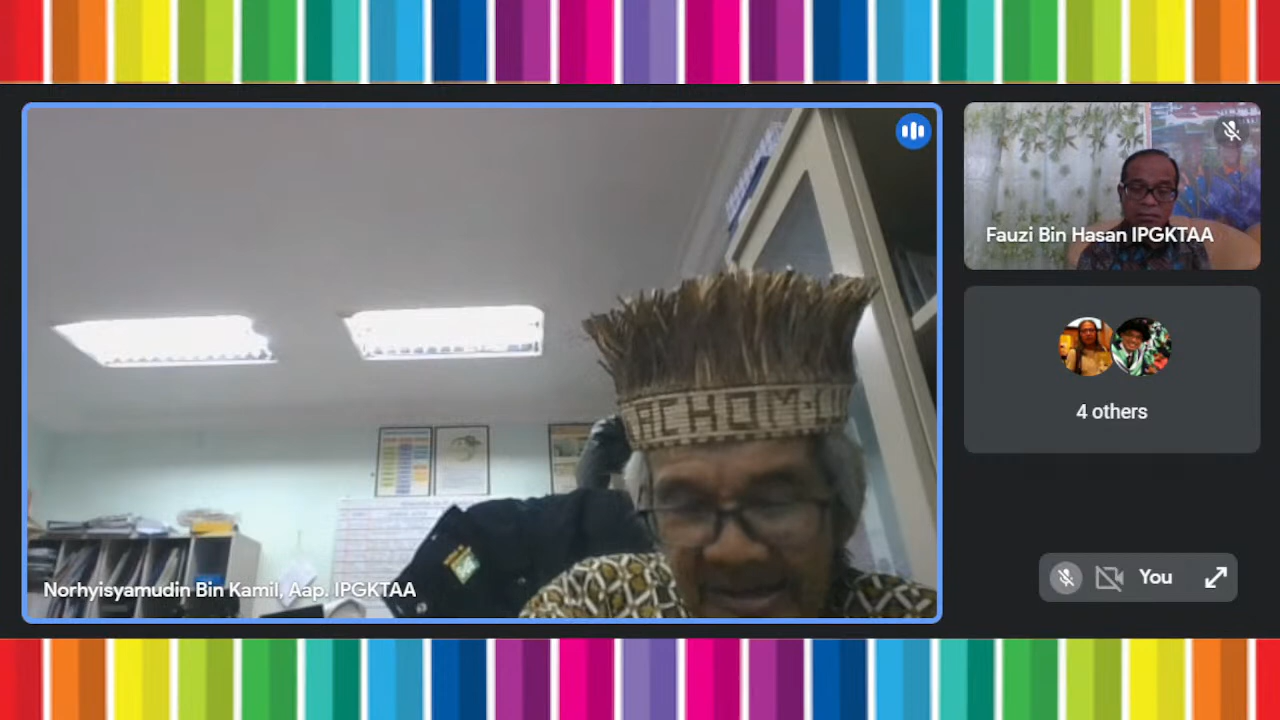 Norhyisyamudin Bin Kamil, Aap. IPGKTAA
Fauzi Bin Hasan IPGKTAA
4 others
You